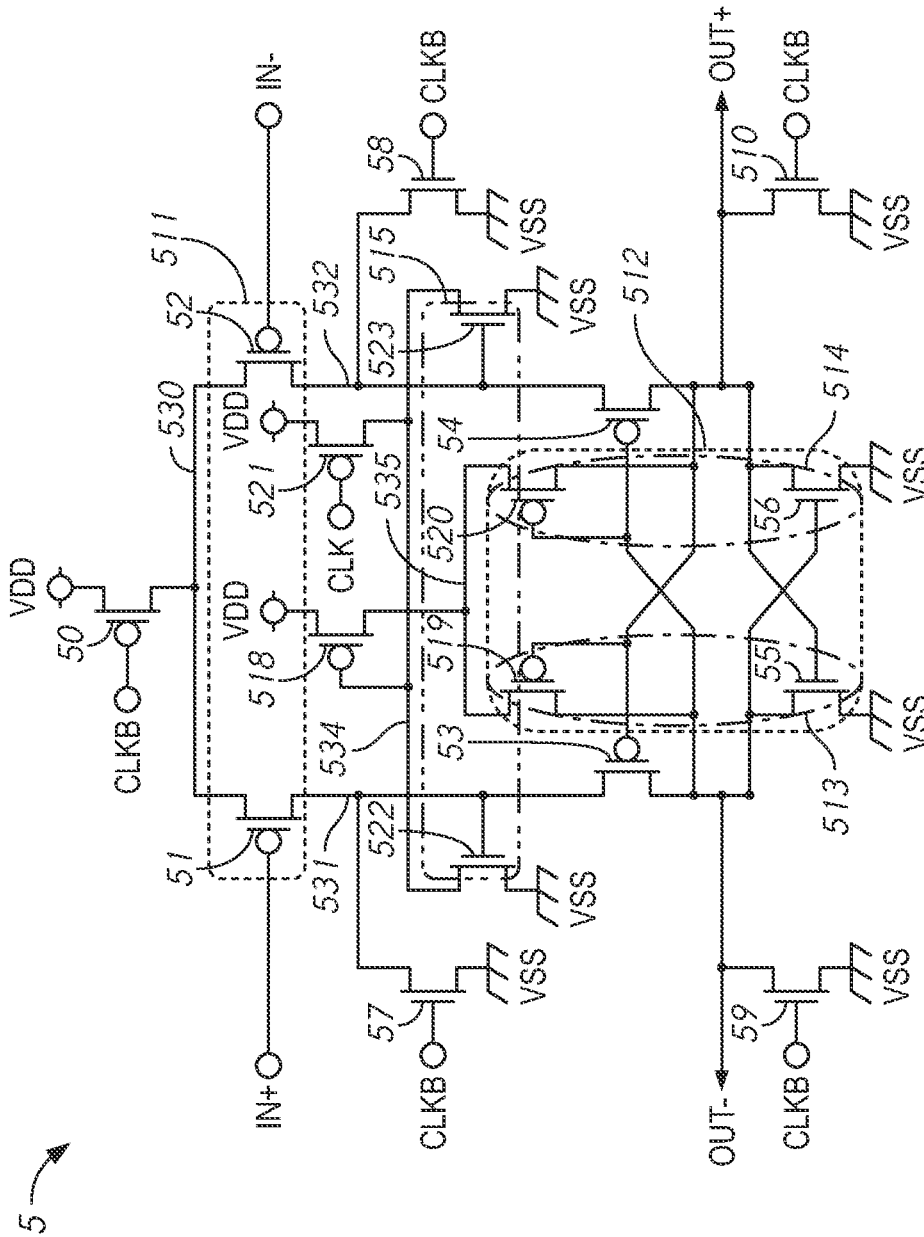 5
VDD
50
CLKB
530
511
51
52
IN+
IN-
VDD
VDD
518
521
CLK
531
532
534
535
57
58
CLKB
CLKB
VSS
VSS
522
523
515
VSS
VSS
53
54
519
520
512
OUT-
OUT+
55
56
513
514
59
510
CLKB
CLKB
VSS
VSS
VSS
VSS